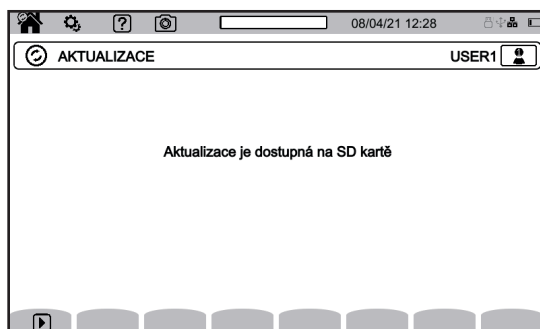 08/04/21 12:28
AKTUALIZACE
USER1
Aktualizace je dostupná na SD kartě